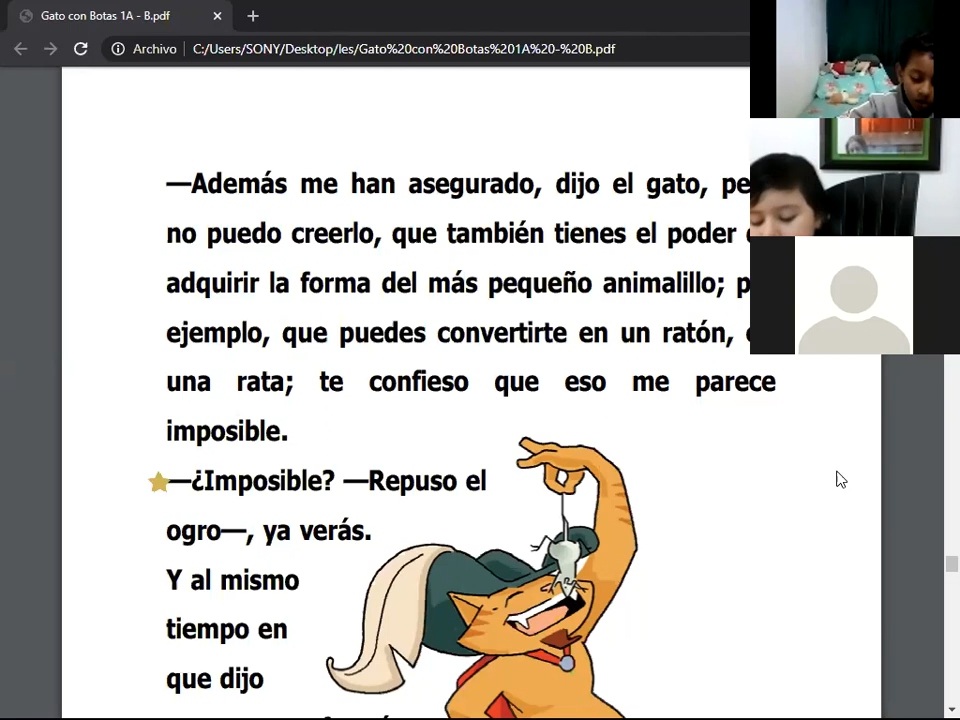 Gato con Botas 1A - B.pdf
Archivo
C:/Users/SONY/Desktop/les/Gato%20con%20Botas%201A%20-%20B.pdf
—Además me han asegurado, dijo el gato,
no puedo creerlo, que también tienes el poder
adquirir la forma del más pequeño animalillo;
ejemplo, que puedes convertirte en un ratón,
una rata; te confieso que eso me parece
imposible.
—¿Imposible? —Repuso el
ogro—, ya verás.
Y al mismo
tiempo en
que dijo